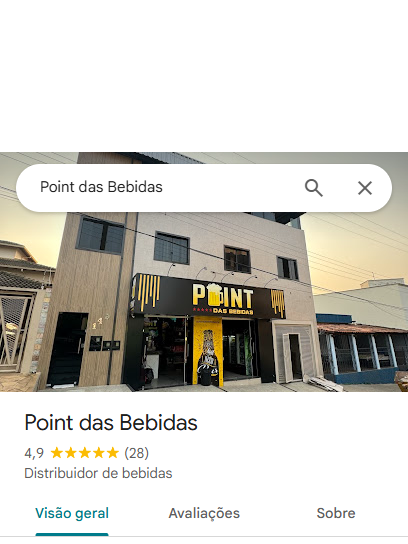 Point das Bebidas
POINT
★★★★★ DAS BEBIDAS
Point das Bebidas
4,9 ★★★★★ (28)
Distribuidor de bebidas
Visão geral Avaliações Sobre